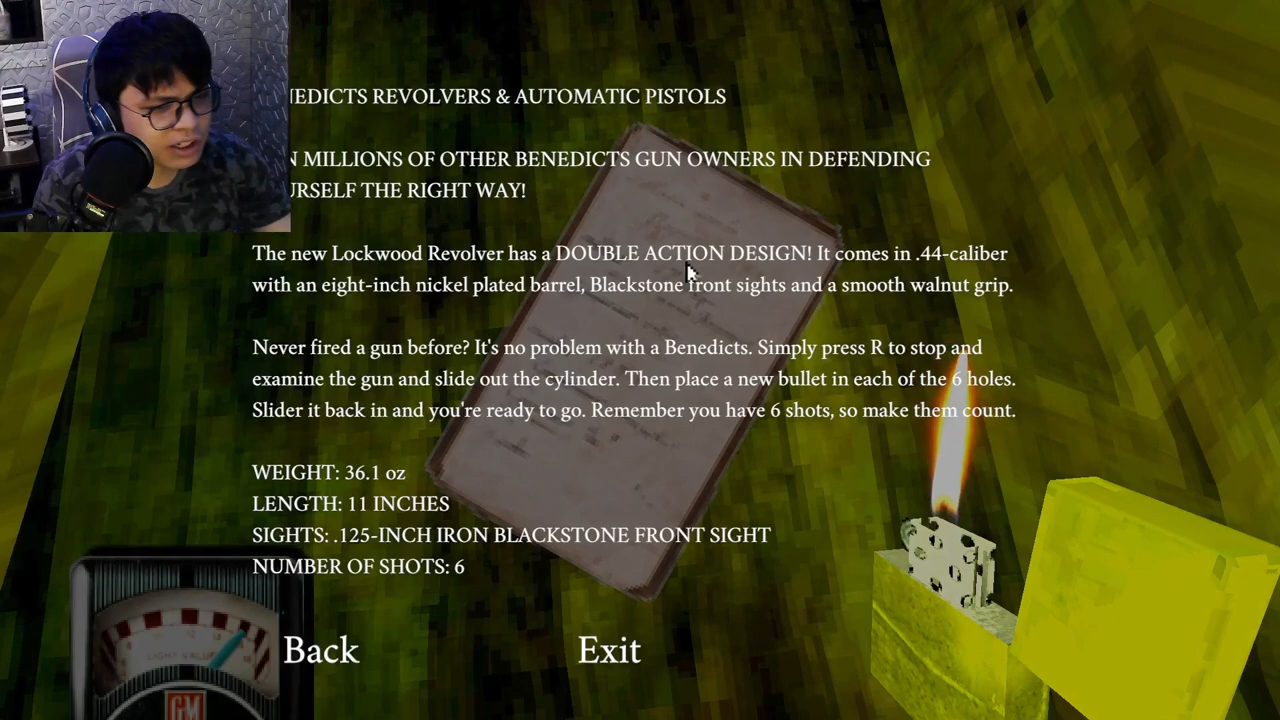 REVOLVERS & AUTOMATIC PISTOLS
MILLIONS OF OTHER BENEDICTS GUN OWNERS IN DEFENDING
THE RIGHT WAY!
The new Lockwood Revolver has a DOUBLE ACTION DESIGN! It comes in .44-caliber
with an eight-inch nickel plated barrel, Blackstone front sights and a smooth walnut grip.
Never fired a gun before? It's no problem with a Benedicts. Simply press R to stop and
examine the gun and slide out the cylinder. Then place a new bullet in each of the 6 holes.
Slider it back in and you're ready to go. Remember you have 6 shots, so make them count.
WEIGHT: 36.1 oz
LENGTH: 11 INCHES
SIGHTS: .125-INCH IRON BLACKSTONE FRONT SIGHT
NUMBER OF SHOTS: 6
Back
Exit
LIGHT VALUE
GM